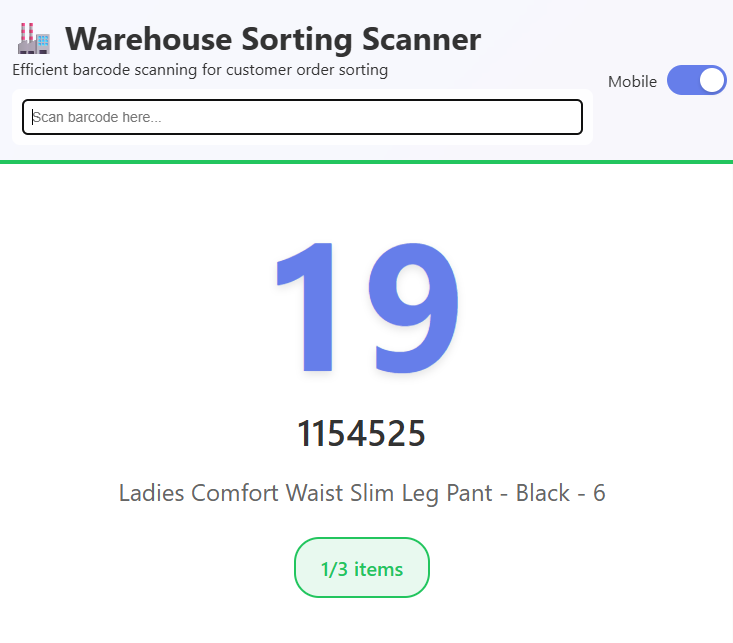 Warehouse Sorting Scanner
Efficient barcode scanning for customer order sorting
Mobile
Scan barcode here...
19
1154525
Ladies Comfort Waist Slim Leg Pant - Black - 6
1/3 items